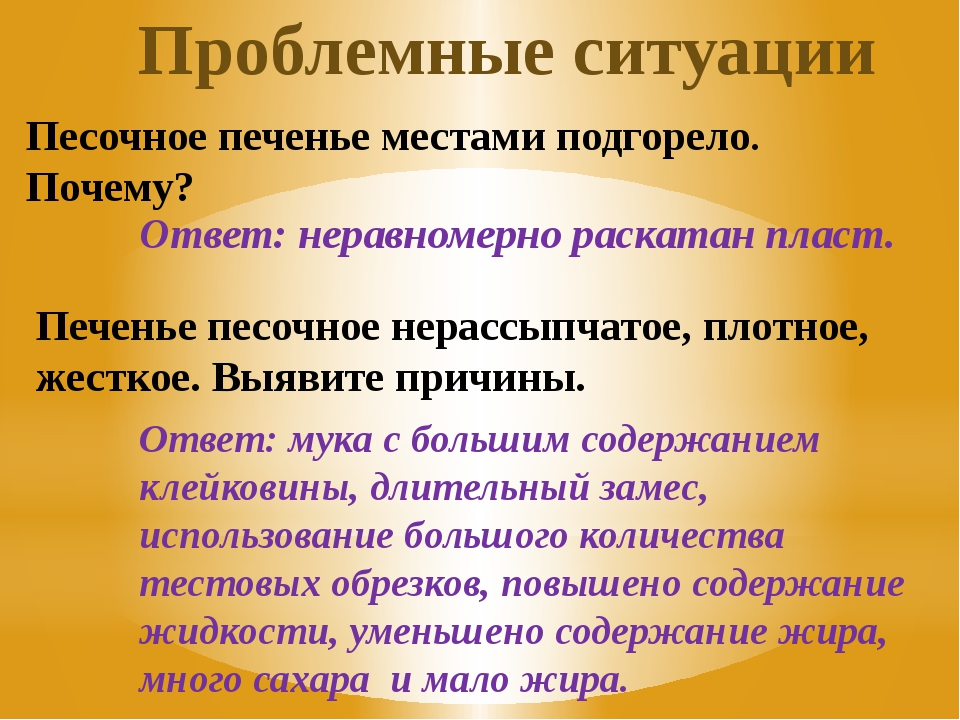 Проблемные ситуации
Песочное печенье местами подгорело.
Почему?
Ответ: неравномерно раскатан пласт.
Печенье песочное нерассыпчатое, плотное,
жесткое. Выявите причины.
Ответ: мука с большим содержанием
клейковины, длительный замес,
использование большого количества
тестовых обрезков, повышено содержание
жидкости, уменьшено содержание жира,
много сахара  и мало жира.